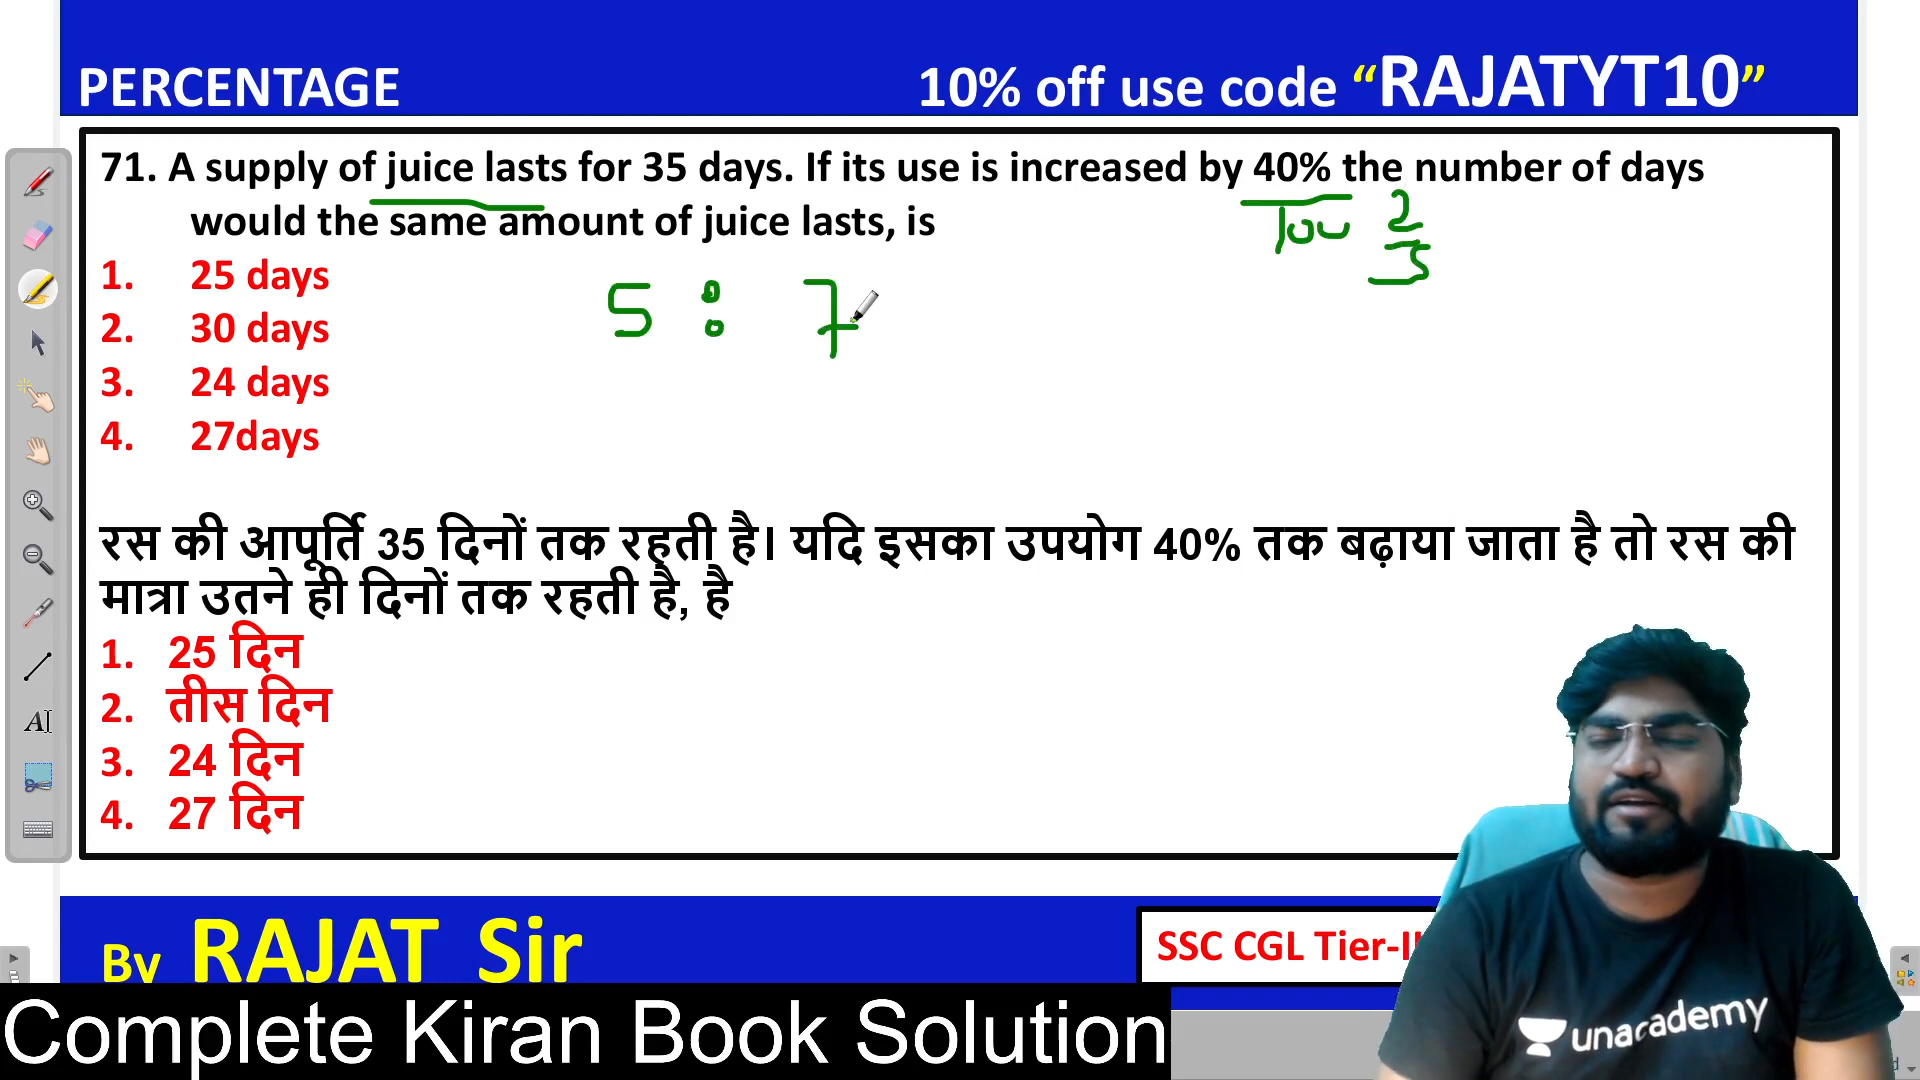 PERCENTAGE
10% off use code “RAJATYT10”
71. A supply of juice lasts for 35 days. If its use is increased by 40% the number of days
would the same amount of juice lasts, is
100
2
5
1. 25 days
2. 30 days
3. 24 days
4. 27days
5 : 7
रस की आपूर्ति 35 दिनों तक रहती है। यदि इसका उपयोग 40% तक बढ़ाया जाता है तो रस की
मात्रा उतने ही दिनों तक रहती है, है
1. 25 दिन
2. तीस दिन
3. 24 दिन
4. 27 दिन
By RAJAT Sir
SSC CGL Tier-
unacademy
Complete Kiran Book Solution